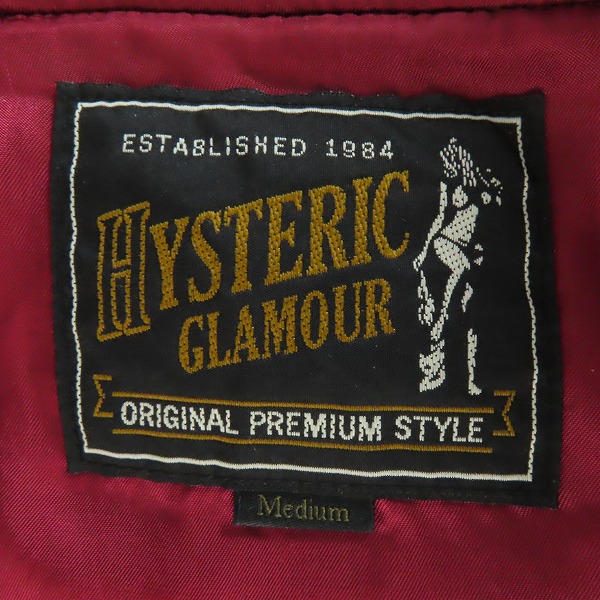 ESTABLISHED 1984
HYSTERIC
GLAMOUR
ORIGINAL PREMIUM STYLE
Medium